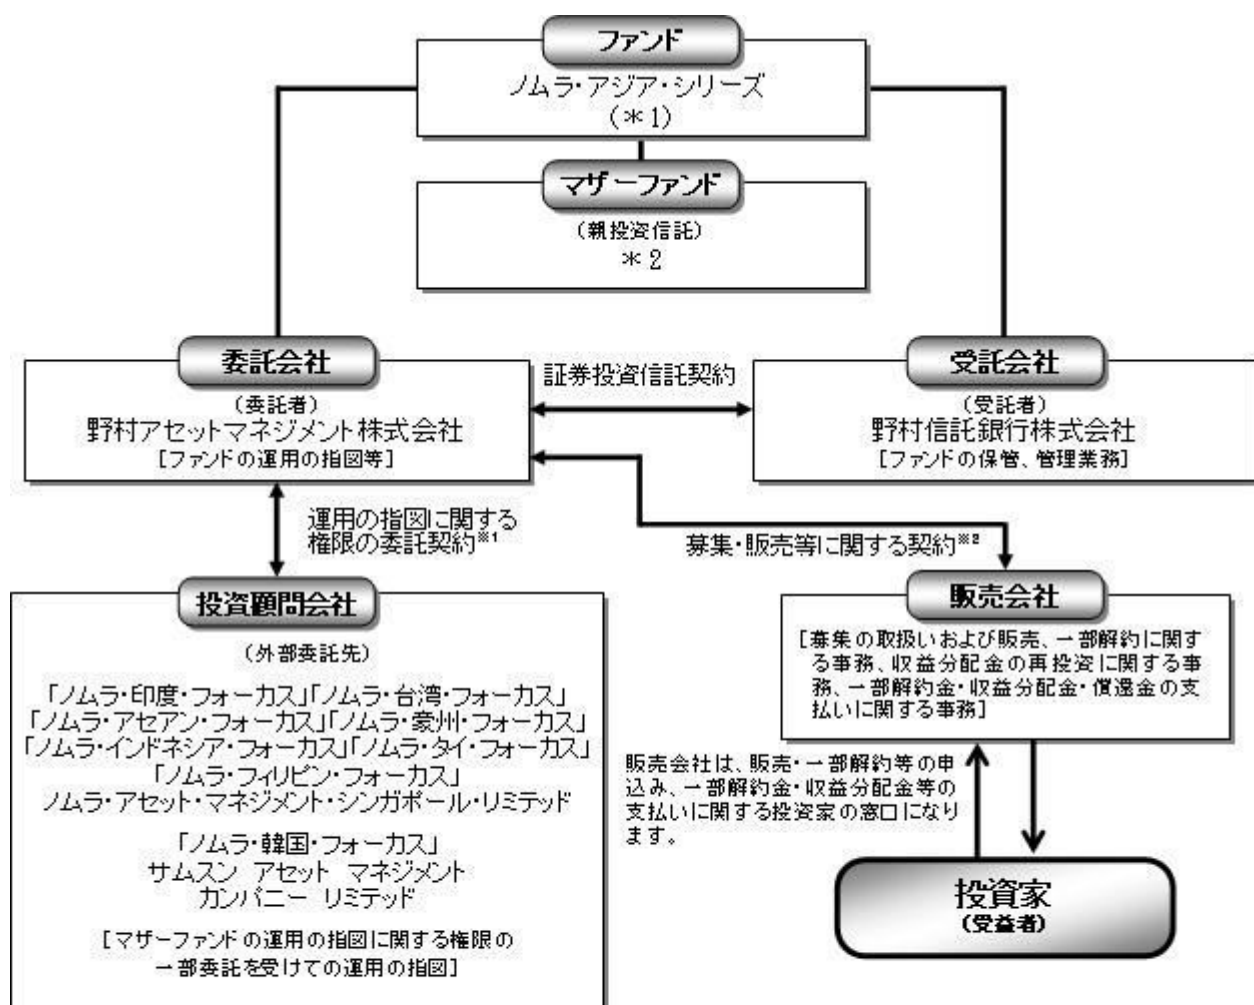 ファンド
ノムラ・アジア・シリーズ
(＊1)
マザーファンド
(親投資信託)
＊2
委託会社
(委託者)
野村アセットマネジメント株式会社
[ファンドの運用の指図等]
証券投資信託契約
受託会社
(受託者)
野村信託銀行株式会社
[ファンドの保管、管理業務]
運用の指図に関する
権限の委託契約※1
募集・販売等に関する契約※2
投資顧問会社
(外部委託先)
「ノムラ・印度・フォーカス」「ノムラ・台湾・フォーカス」
「ノムラ・アセアン・フォーカス」「ノムラ・豪州・フォーカス」
「ノムラ・インドネシア・フォーカス」「ノムラ・タイ・フォーカス」
「ノムラ・フィリピン・フォーカス」
ノムラ・アセット・マネジメント・シンガポール・リミテッド
「ノムラ・韓国・フォーカス」
サムスン アセット マネジメント
カンパニー リミテッド
[マザーファンドの運用の指図に関する権限の
一部委託を受けての運用の指図]
販売会社
[募集の取扱いおよび販売、一部解約に関す
る事務、収益分配金の再投資に関する事
務、一部解約金・収益分配金・償還金の支
払いに関する事務]
販売会社は、販売・一部解約等の申
込み、一部解約金・収益分配金等の
支払いに関する投資家の窓口になり
ます。
投資家
(受益者)